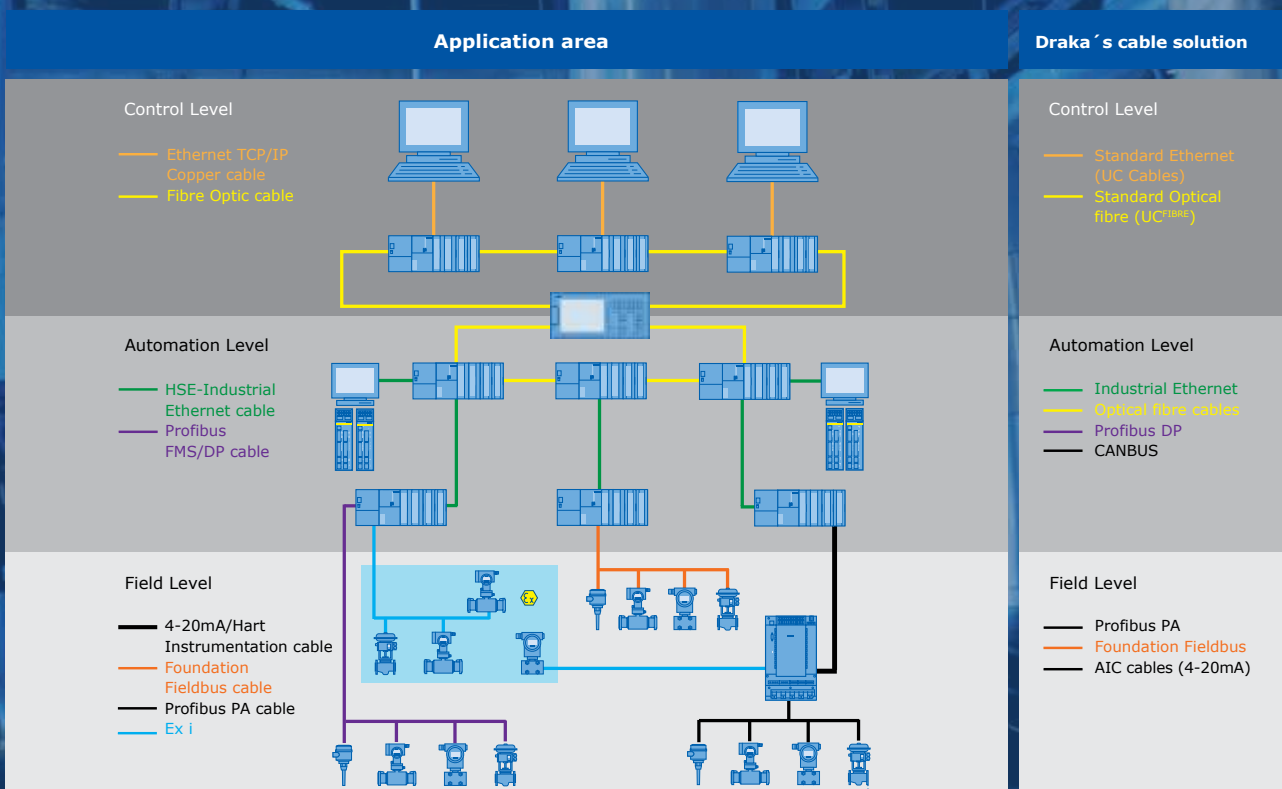 Application area
Draka´s cable solution
Control Level
Ethernet TCP/IP
Copper cable
Fibre Optic cable
Control Level
Standard Ethernet
(UC Cables)
Standard Optical
fibre (UCFIBRE)
Automation Level
HSE-Industrial
Ethernet cable
Profibus
FMS/DP cable
Automation Level
Industrial Ethernet
Optical fibre cables
Profibus DP
CANBUS
Field Level
4-20mA/Hart
Instrumentation cable
Foundation
Fieldbus cable
Profibus PA cable
Ex i
Ex
Field Level
Profibus PA
Foundation Fieldbus
AIC cables (4-20mA)